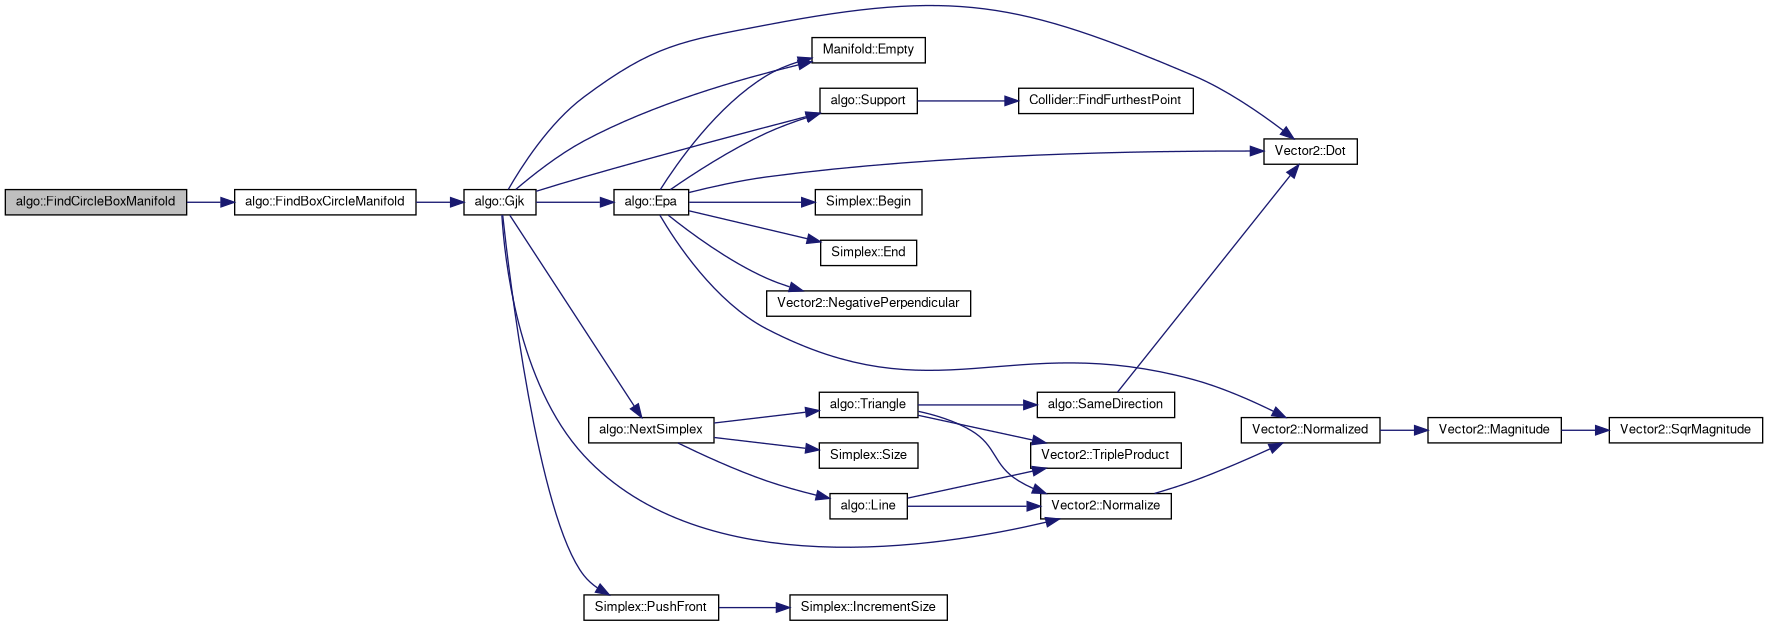 Manifold::Empty
algo::Support
Collider::FindFurthestPoint
Vector2::Dot
algo::FindCircleBoxManifold
algo::FindBoxCircleManifold
algo::Gjk
algo::Epa
Simplex::Begin
Simplex::End
Vector2::NegativePerpendicular
algo::Triangle
algo::SameDirection
algo::NextSimplex
Vector2::Normalized
Vector2::Magnitude
Vector2::SqrMagnitude
Simplex::Size
Vector2::TripleProduct
algo::Line
Vector2::Normalize
Simplex::PushFront
Simplex::IncrementSize